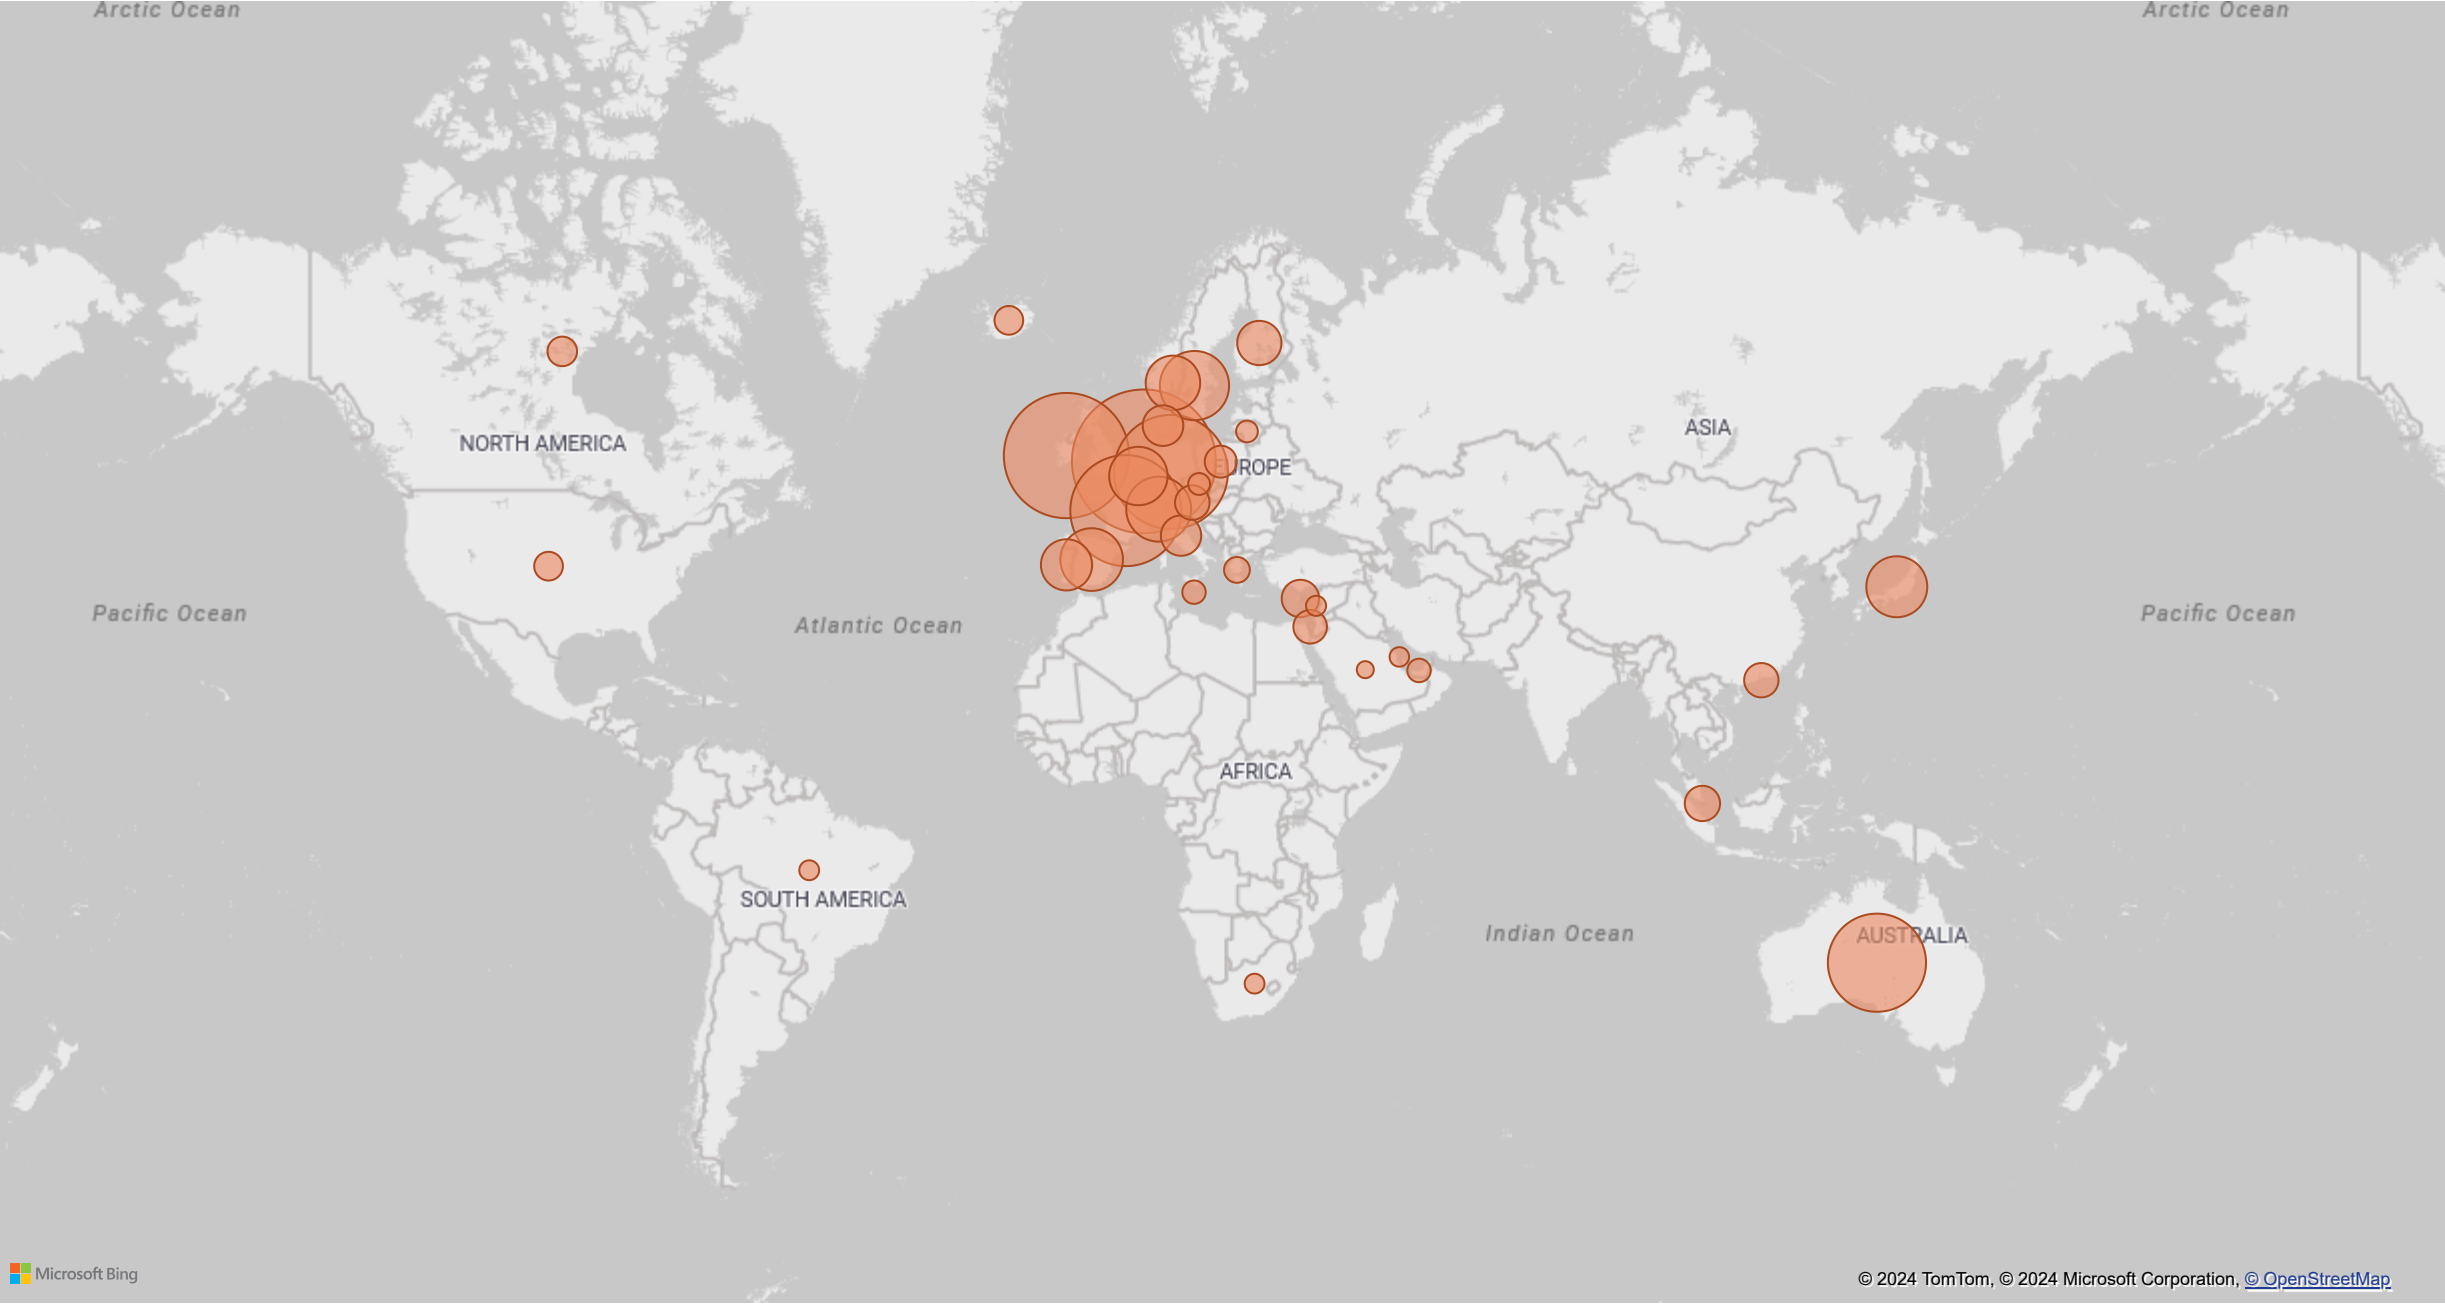 Arctic Ocean
Arctic Ocean
NORTH AMERICA
ASIA
EUROPE
Pacific Ocean
Atlantic Ocean
Pacific Ocean
AFRICA
SOUTH AMERICA
Indian Ocean
AUSTRALIA
Microsoft Bing
© 2024 TomTom, © 2024 Microsoft Corporation, © OpenStreetMap